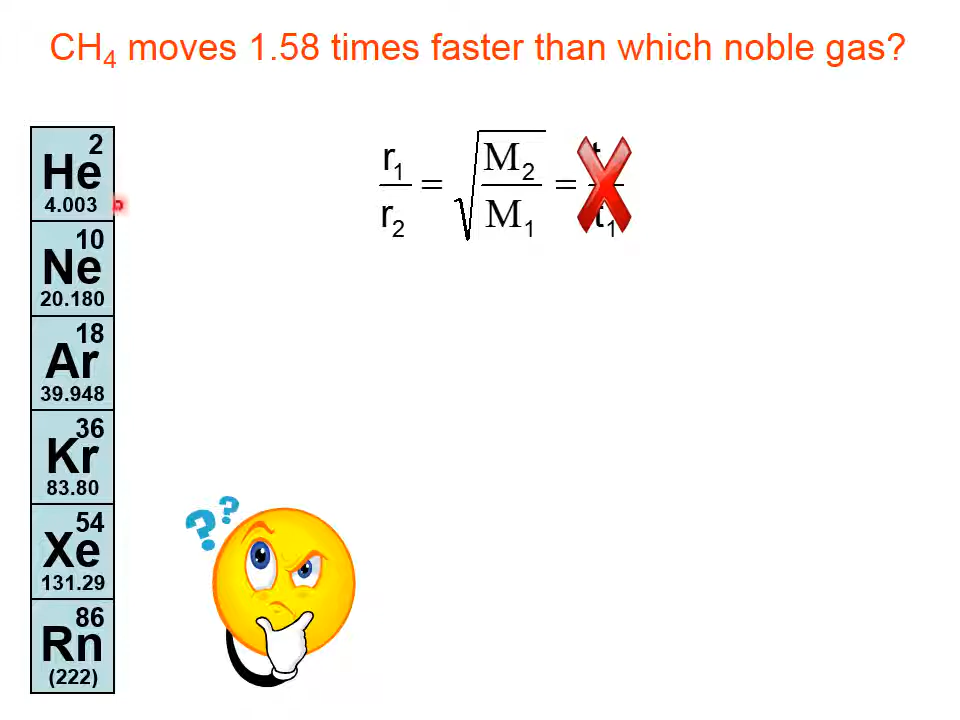 CH₄ moves 1.58 times faster than which noble gas?
r₁/r₂ = √(M₂/M₁) = t/t₁
2
He
4.003
10
Ne
20.180
18
Ar
39.948
36
Kr
83.80
54
Xe
131.29
86
Rn
(222)
? ?